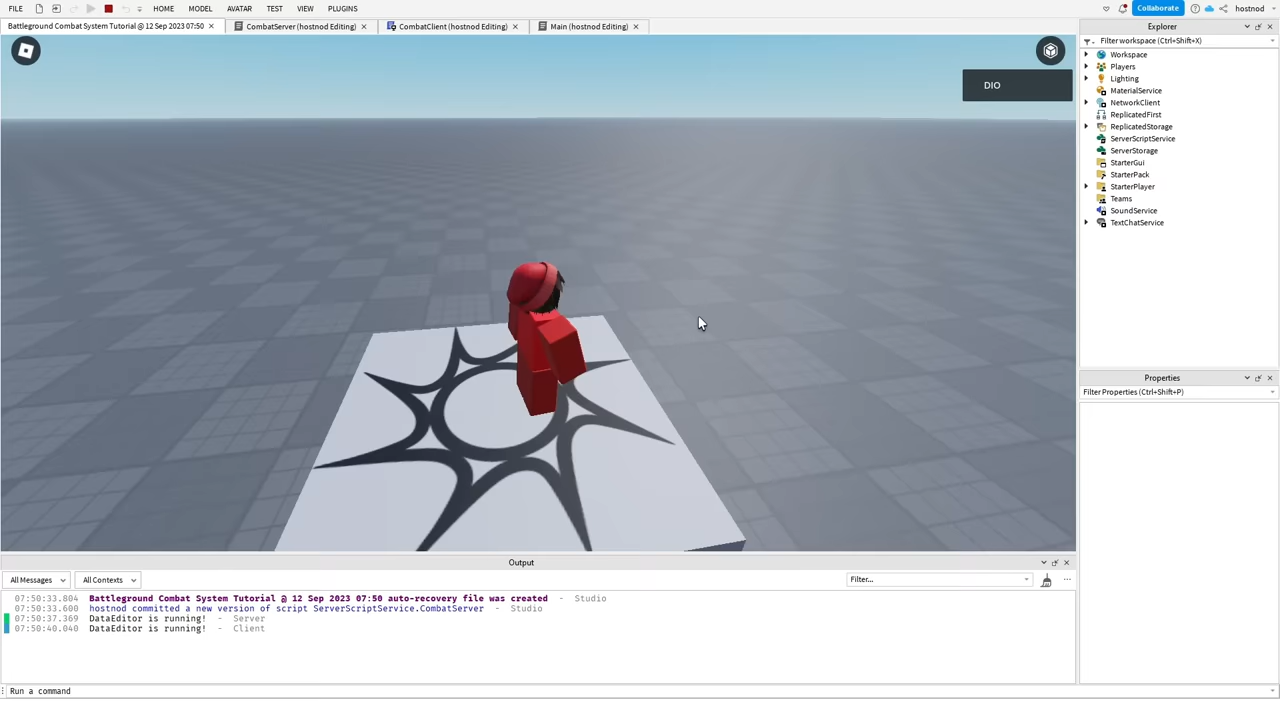 FILE HOME MODEL AVATAR TEST VIEW PLUGINS Collaborate hostnod
Battleground Combat System Tutorial @ 12 Sep 2023 07:50 CombatServer (hostnod Editing) CombatClient (hostnod Editing) Main (hostnod Editing)
DIO
Explorer
Filter workspace (Ctrl+Shift+X)
Workspace
Players
Lighting
MaterialService
NetworkClient
ReplicatedFirst
ReplicatedStorage
ServerScriptService
ServerStorage
StarterGui
StarterPack
StarterPlayer
Teams
SoundService
TextChatService
Properties
Filter Properties (Ctrl+Shift+P)
Output
All Messages All Contexts Filter...
07:50:33.804 Battleground Combat System Tutorial @ 12 Sep 2023 07:50 auto-recovery file was created - Studio
07:50:33.600 hostnod committed a new version of script ServerScriptService.CombatServer - Studio
07:50:37.369 DataEditor is running! - Server
07:50:40.040 DataEditor is running! - Client
Run a command